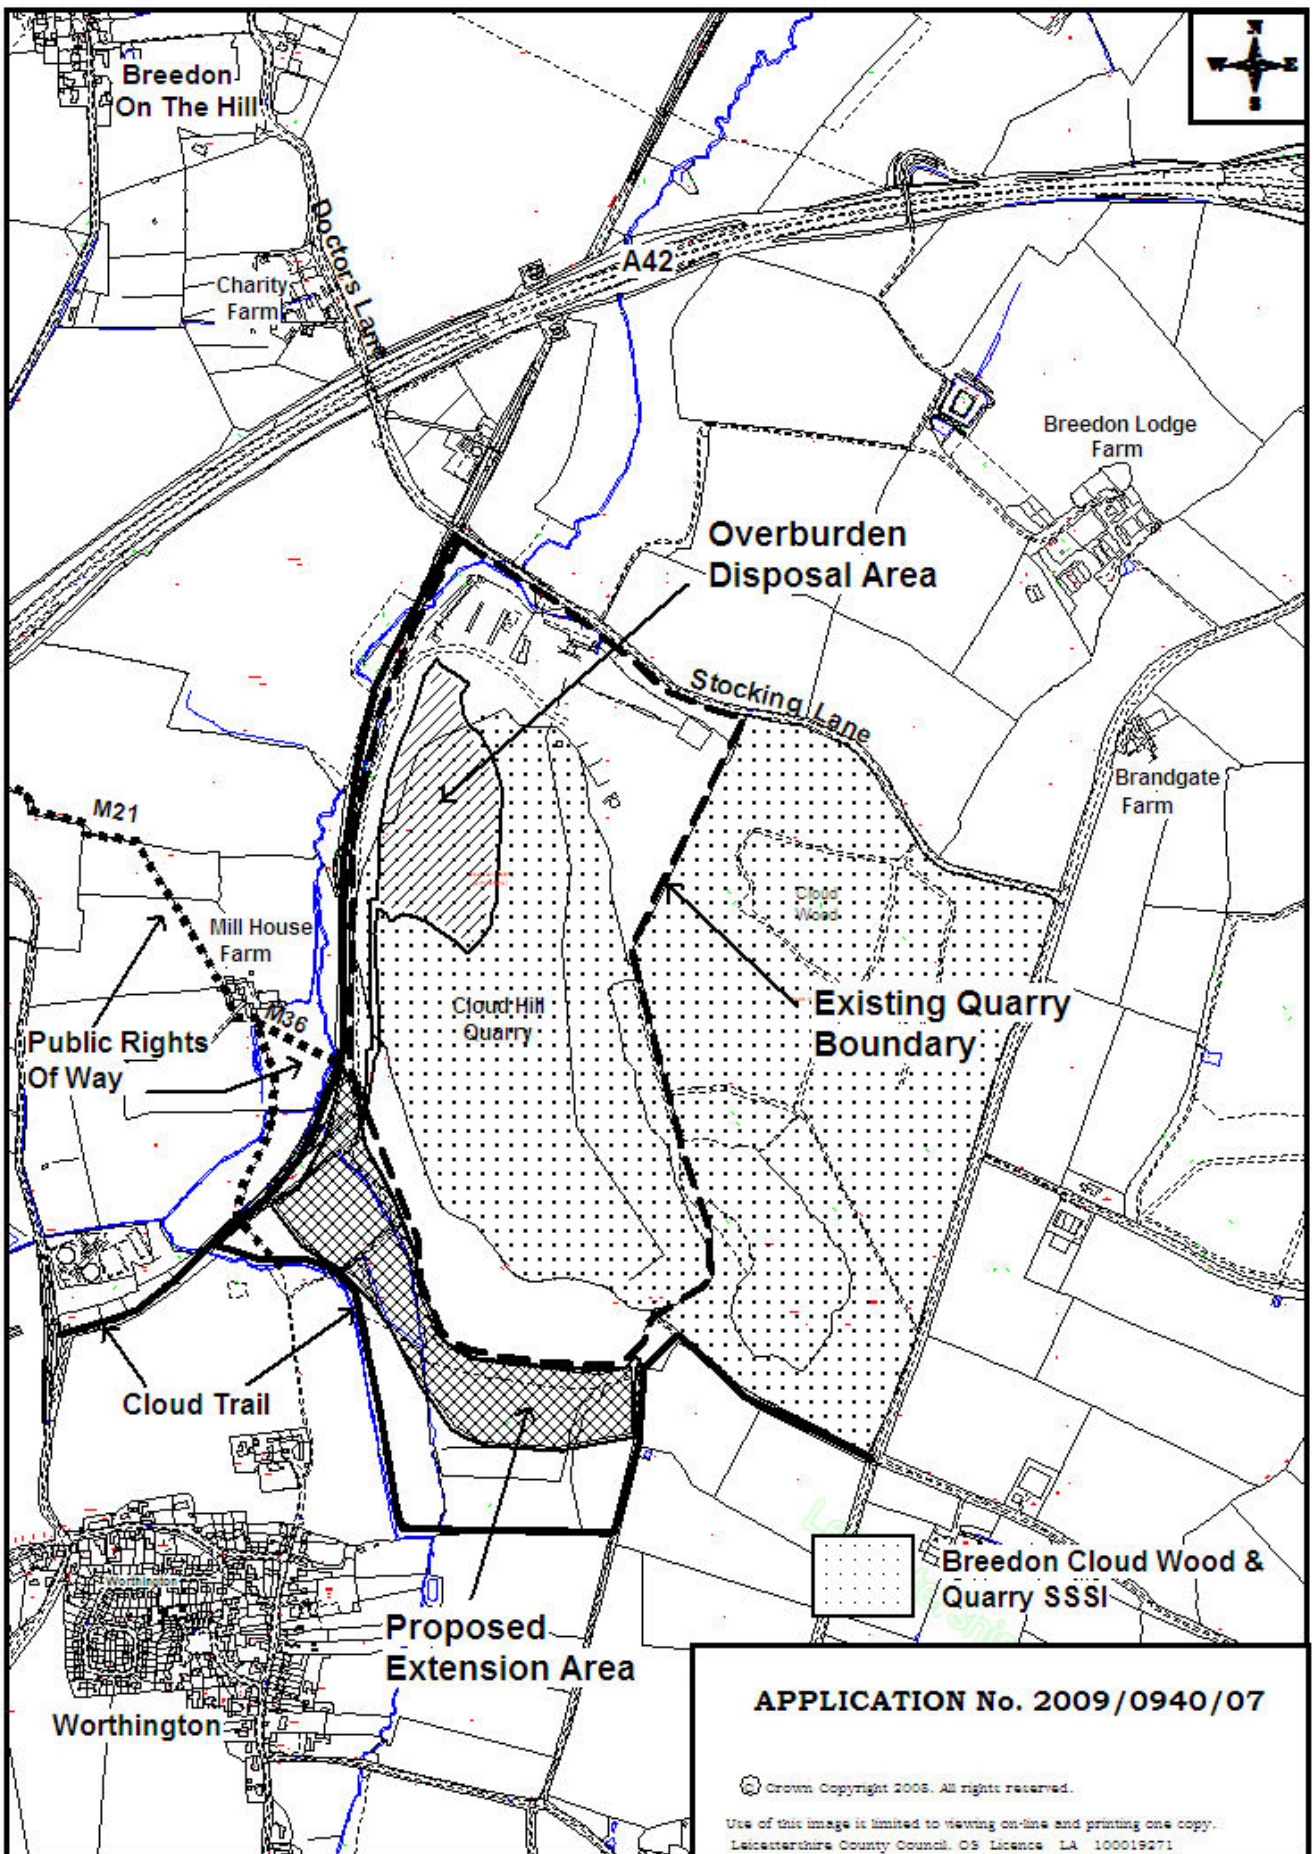 N
W E
S
Breedon
On The Hill
Doctors Lane
A42
Charity
Farm
Breedon Lodge
Farm
Overburden
Disposal Area
Stocking Lane
Brandgate
Farm
M21
Cloud
Wood
Mill House
Farm
M36
Cloud Hill
Quarry
Existing Quarry
Boundary
Public Rights
Of Way
Cloud Trail
Breedon Cloud Wood &
Quarry SSSI
Worthington
Proposed
Extension Area
Worthington
APPLICATION No. 2009/0940/07
© Crown Copyright 2008. All rights reserved.
Use of this image is limited to viewing on-line and printing one copy.
Leicestershire County Council. OS Licence LA 100019271